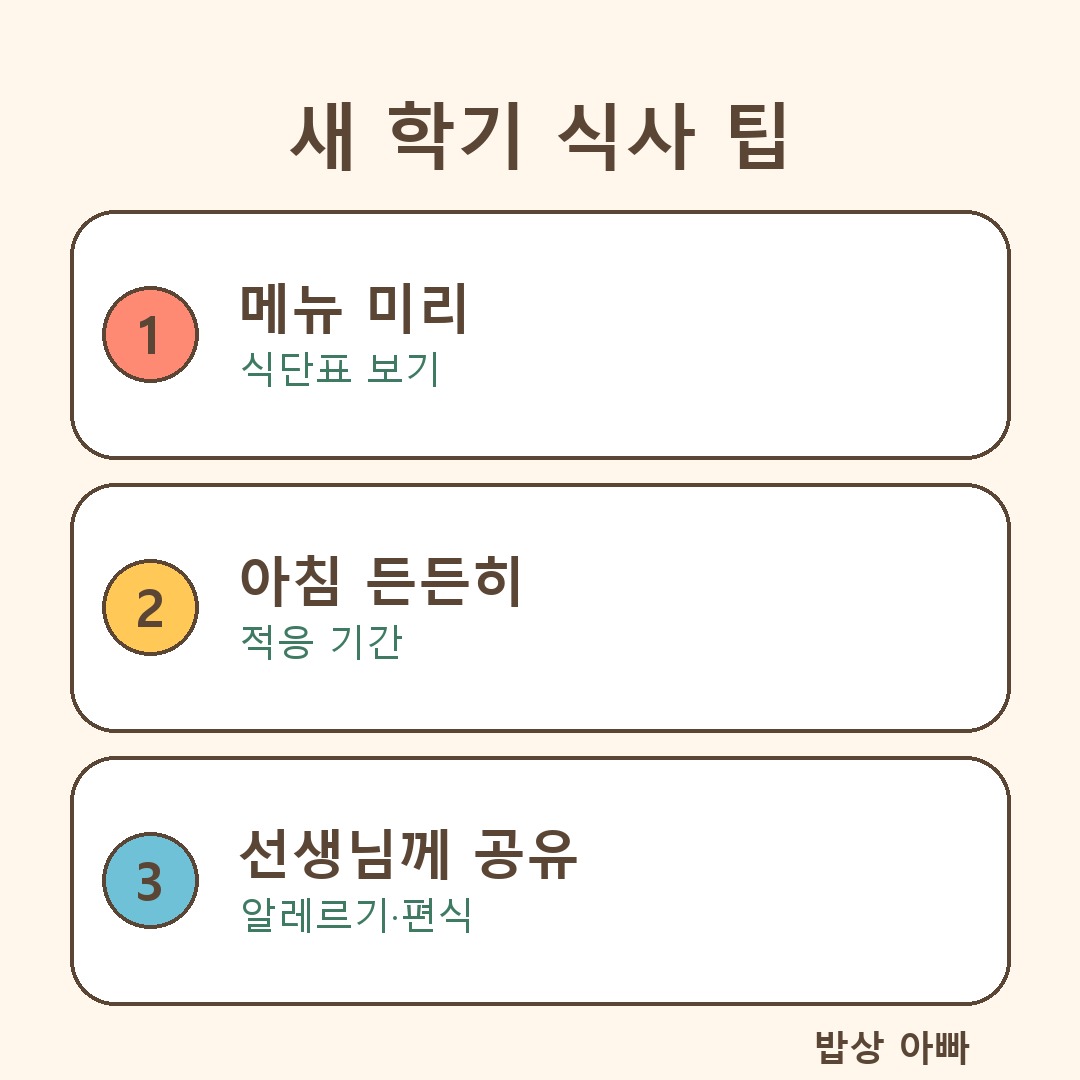 새 학기 식사 팁
1
메뉴 미리
식단표 보기
2
아침 든든히
적응 기간
3
선생님께 공유
알레르기·편식
밥상 아빠